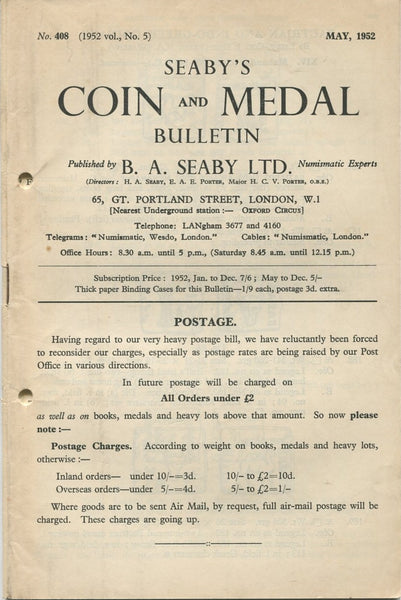 No. 408 (1952 vol., No. 5) MAY, 1952
SEABY'S
COIN AND MEDAL
BULLETIN
Published by B. A. SEABY LTD. Numismatic Experts
(Directors: H. A. SEABY, E. A. E. PORTER, Major H. C. V. PORTER, O.B.E.)
65, GT. PORTLAND STREET, LONDON, W.1
[Nearest Underground station :— OXFORD CIRCUS]
Telephone: LANgham 3677 and 4160
Telegrams: "Numismatic, Wesdo, London." Cables: "Numismatic, London."
Office Hours: 8.30 a.m. until 5 p.m., (Saturday 8.45 a.m. until 12.15 p.m.)
Subscription Price: 1952, Jan. to Dec. 7/6; May to Dec. 5/-
Thick paper Binding Cases for this Bulletin—1/9 each, postage 3d. extra.
POSTAGE.
Having regard to our very heavy postage bill, we have reluctantly been forced
to reconsider our charges, especially as postage rates are being raised by our Post
Office in various directions.
In future postage will be charged on
All Orders under £2
as well as on books, medals and heavy lots above that amount. So now please
note :—
Postage Charges. According to weight on books, medals and heavy lots,
otherwise :—
Inland orders— under 10/-=3d. 10/- to £2=10d.
Overseas orders—under 5/-=4d. 5/- to £2=1/-
Where goods are to be sent Air Mail, by request, full air-mail postage will be
charged. These charges are going up.